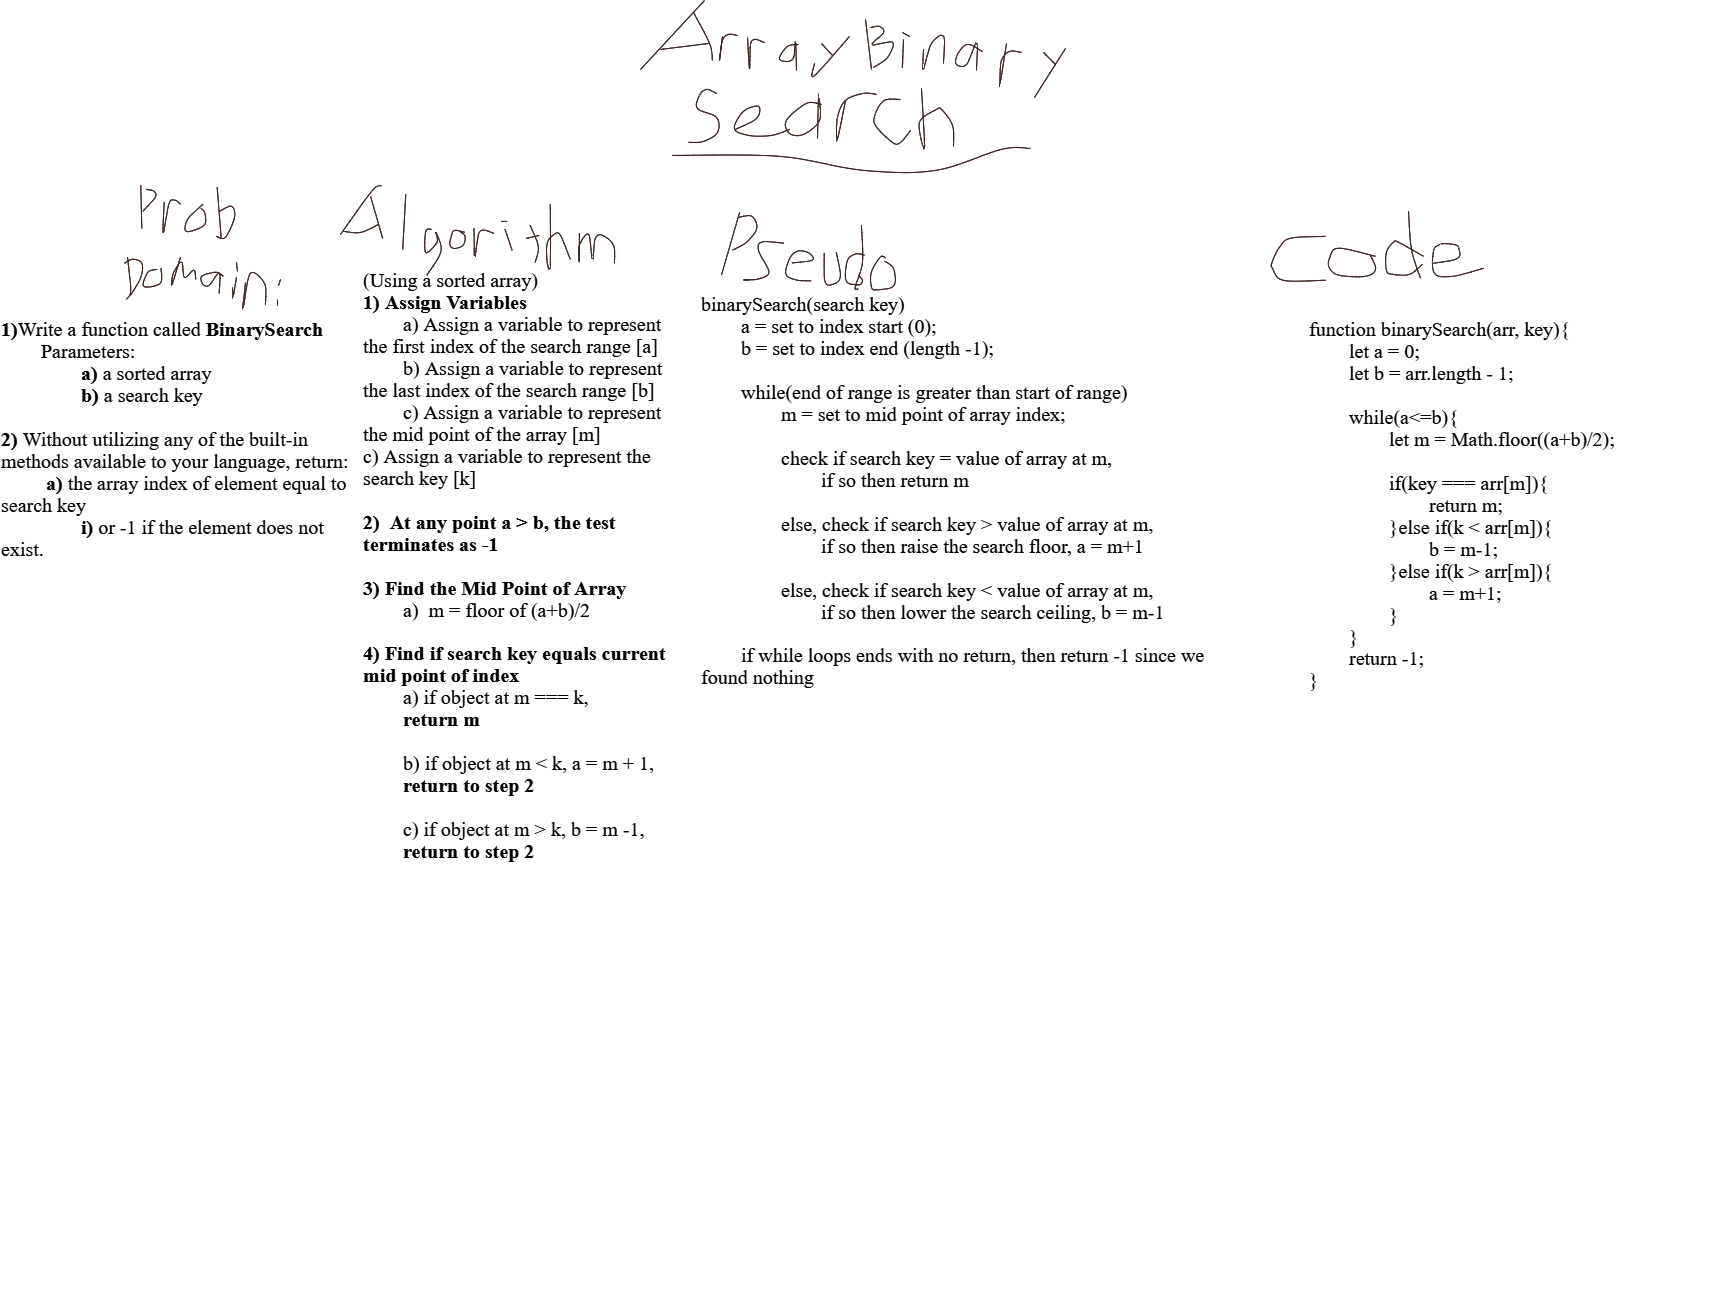 Array Binary
Search
Prob
Domain:
1)Write a function called BinarySearch
Parameters:
a) a sorted array
b) a search key
2) Without utilizing any of the built-in
methods available to your language, return:
a) the array index of element equal to
search key
i) or -1 if the element does not
exist.
Algorithm
(Using a sorted array)
1) Assign Variables
a) Assign a variable to represent
the first index of the search range [a]
b) Assign a variable to represent
the last index of the search range [b]
c) Assign a variable to represent
the mid point of the array [m]
c) Assign a variable to represent the
search key [k]
2) At any point a > b, the test
terminates as -1
3) Find the Mid Point of Array
a) m = floor of (a+b)/2
4) Find if search key equals current
mid point of index
a) if object at m === k,
return m
b) if object at m < k, a = m + 1,
return to step 2
c) if object at m > k, b = m -1,
return to step 2
Pseudo
binarySearch(search key)
a = set to index start (0);
b = set to index end (length -1);
while(end of range is greater than start of range)
m = set to mid point of array index;
check if search key = value of array at m,
if so then return m
else, check if search key > value of array at m,
if so then raise the search floor, a = m+1
else, check if search key < value of array at m,
if so then lower the search ceiling, b = m-1
if while loops ends with no return, then return -1 since we
found nothing
Code
function binarySearch(arr, key){
let a = 0;
let b = arr.length - 1;
while(a<=b){
let m = Math.floor((a+b)/2);
if(key === arr[m]){
return m;
}else if(k < arr[m]){
b = m-1;
}else if(k > arr[m]){
a = m+1;
}
}
return -1;
}